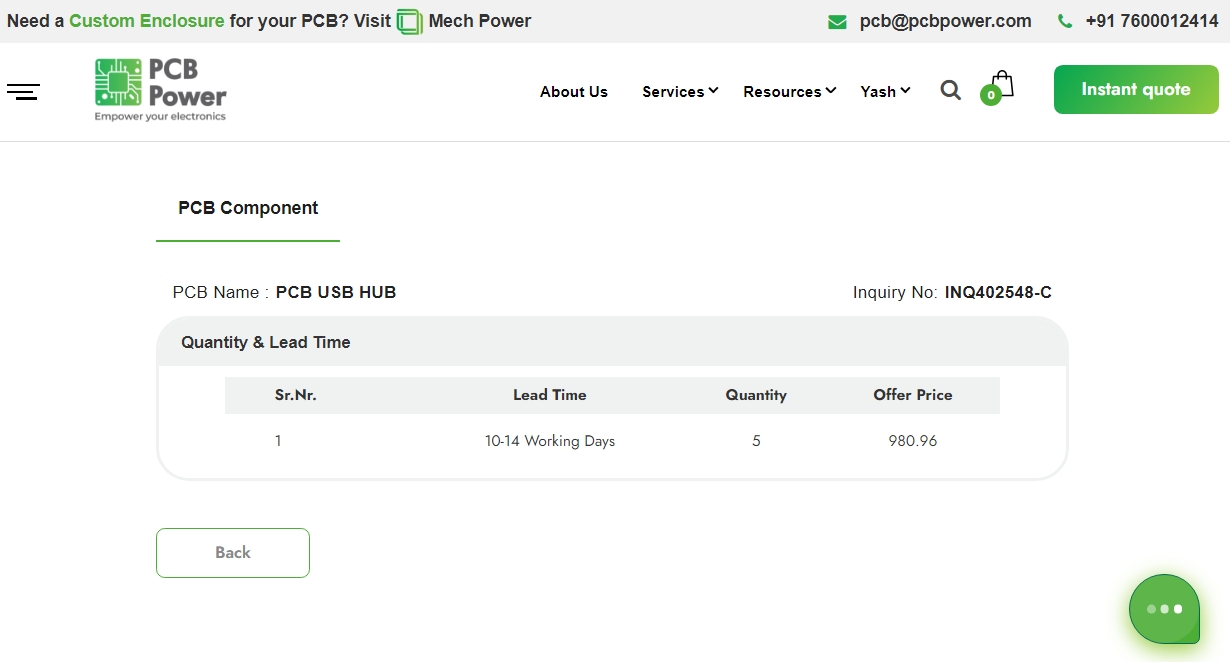 Need a Custom Enclosure for your PCB? Visit Mech Power pcb@pcbpower.com +91 7600012414
PCB Power
Empower your electronics
About Us Services Resources Yash 0 Instant quote
PCB Component
PCB Name : PCB USB HUB Inquiry No: INQ402548-C
Quantity & Lead Time
Sr.Nr. Lead Time Quantity Offer Price
1 10-14 Working Days 5 980.96
Back